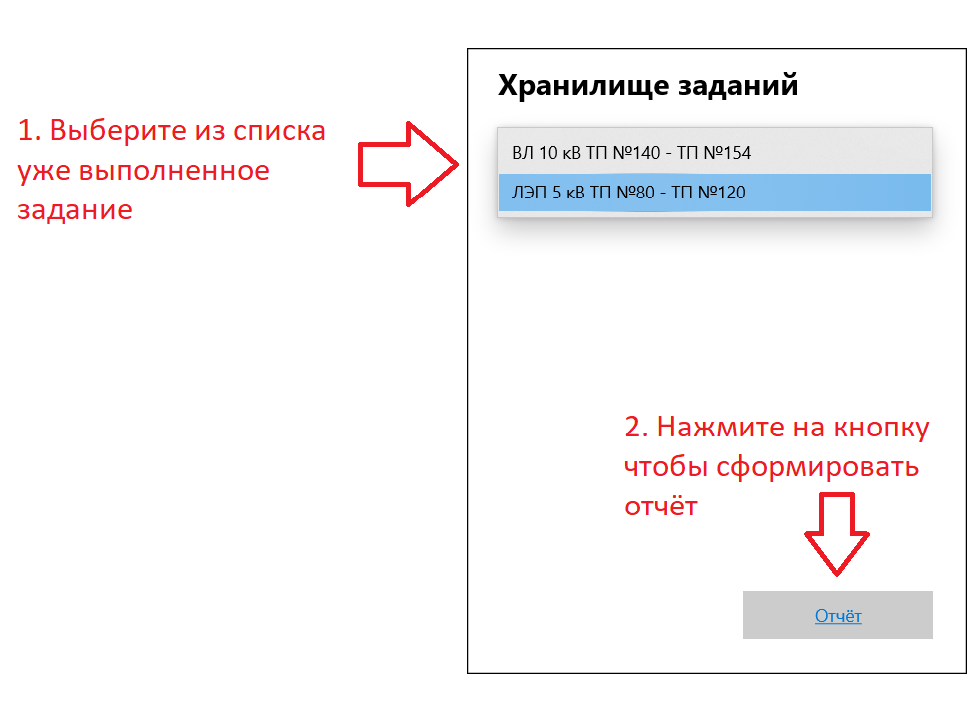 Хранилище заданий
1. Выберите из списка
уже выполненное
задание
ВЛ 10 кВ ТП №140 - ТП №154
ЛЭП 5 кВ ТП №80 - ТП №120
2. Нажмите на кнопку
чтобы сформировать
отчёт
Отчёт